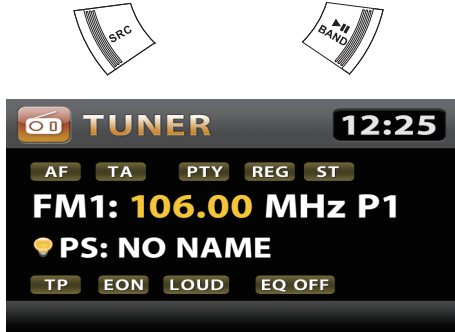 SRC
BAND
TUNER 12:25
AF TA PTY REG ST
FM1: 106.00 MHz P1
PS: NO NAME
TP EON LOUD EQ OFF